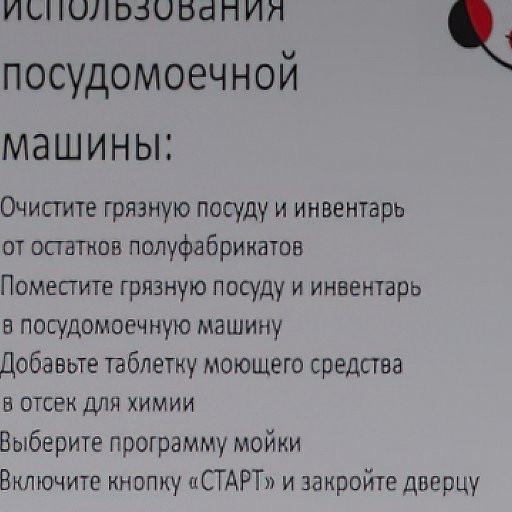 использования
посудомоечной
машины:
Очистите грязную посуду и инвентарь
от остатков полуфабрикатов
Поместите грязную посуду и инвентарь
в посудомоечную машину
Добавьте таблетку моющего средства
в отсек для химии
Выберите программу мойки
Включите кнопку «СТАРТ» и закройте дверцу